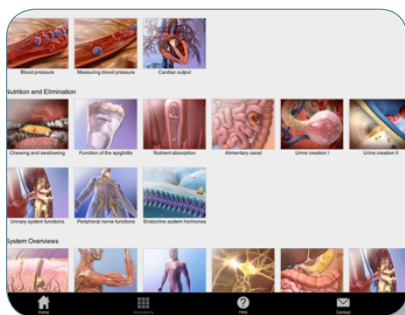 Blood pressure
Measuring blood pressure
Cardiac output
Nutrition and Elimination
Chewing and swallowing
Function of the epiglottis
Nutrient absorption
Alimentary canal
Urine creation I
Urine creation II
Urinary system functions
Peripheral nerve functions
Endocrine system hormones
System Overviews
Home
Animations
Help
Contact